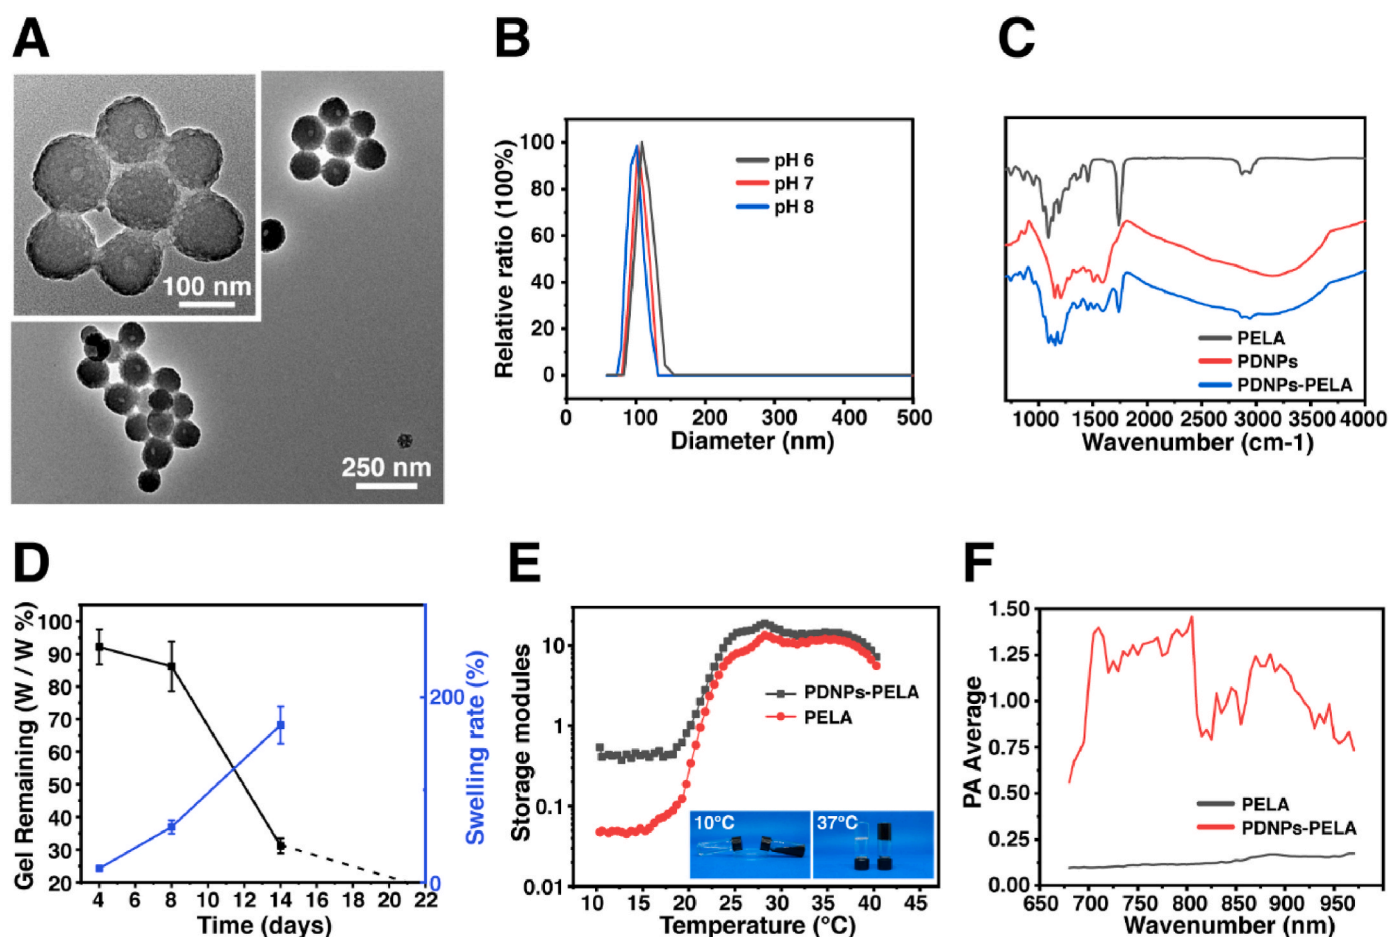 A
100 nm
250 nm
B
Relative ratio (100%)
100
80
60
40
20
0
pH 6
pH 7
pH 8
0 100 200 300 400 500
Diameter (nm)
C
PELA
PDNPs
PDNPs-PELA
1000 1500 2000 2500 3000 3500 4000
Wavenumber (cm-1)
D
Gel Remaining (W / W %)
100
90
80
70
60
50
40
30
20
200
0
Swelling rate (%)
4 6 8 10 12 14 16 18 20 22
Time (days)
E
Storage modules
10
1
0.1
0.01
PDNPs-PELA
PELA
10°C
37°C
10 15 20 25 30 35 40 45
Temperature (°C)
F
PA Average
1.50
1.25
1.00
0.75
0.50
0.25
0.00
PELA
PDNPs-PELA
650 700 750 800 850 900 950
Wavenumber (nm)